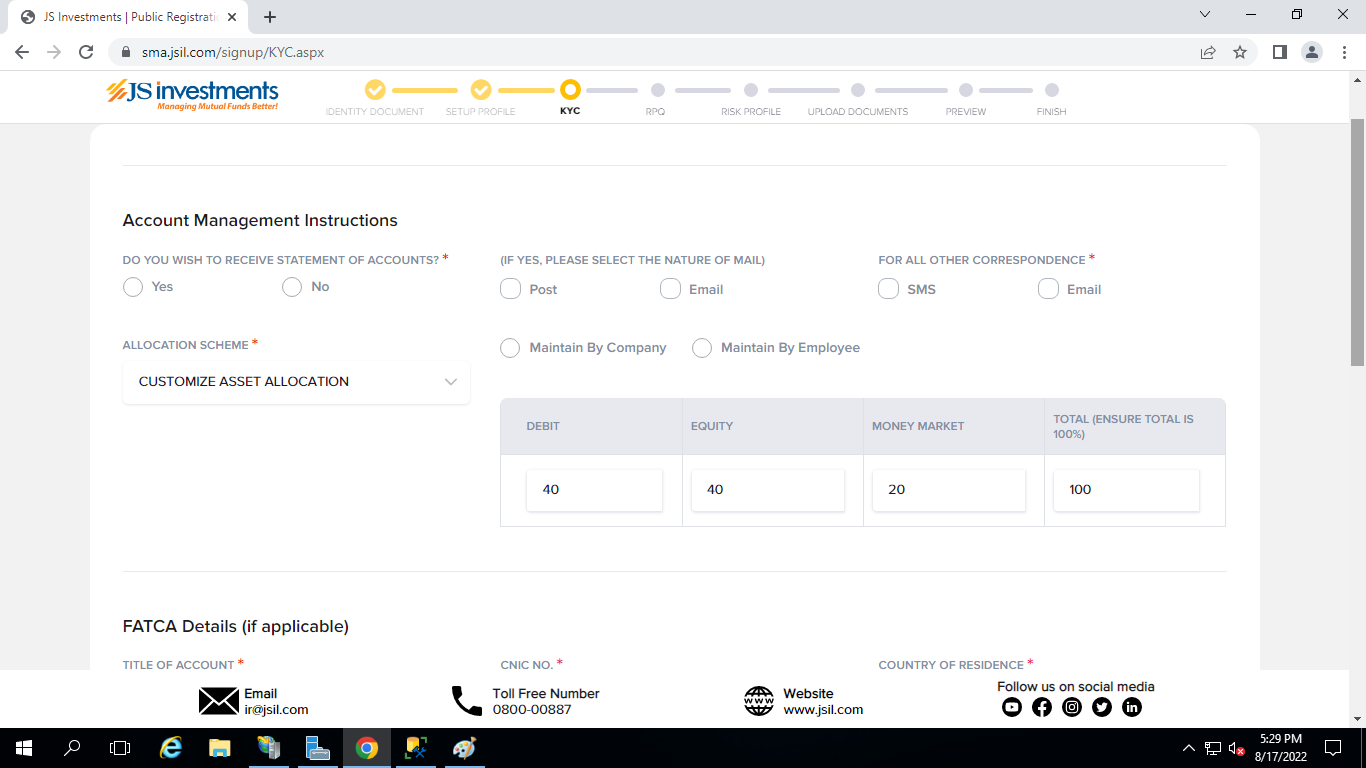 JS Investments | Public Registrati
sma.jsil.com/signup/KYC.aspx
JS investments
Managing Mutual Funds Better!
IDENTITY DOCUMENT
SETUP PROFILE
KYC
RPQ
RISK PROFILE
UPLOAD DOCUMENTS
PREVIEW
FINISH
Account Management Instructions
DO YOU WISH TO RECEIVE STATEMENT OF ACCOUNTS? *
Yes
No
(IF YES, PLEASE SELECT THE NATURE OF MAIL)
Post
Email
FOR ALL OTHER CORRESPONDENCE *
SMS
Email
ALLOCATION SCHEME *
CUSTOMIZE ASSET ALLOCATION
Maintain By Company
Maintain By Employee
DEBIT
EQUITY
MONEY MARKET
TOTAL (ENSURE TOTAL IS
100%)
40
40
20
100
FATCA Details (if applicable)
TITLE OF ACCOUNT *
CNIC NO. *
COUNTRY OF RESIDENCE *
Email
ir@jsil.com
Toll Free Number
0800-00887
www
Website
www.jsil.com
Follow us on social media
5:29 PM
8/17/2022